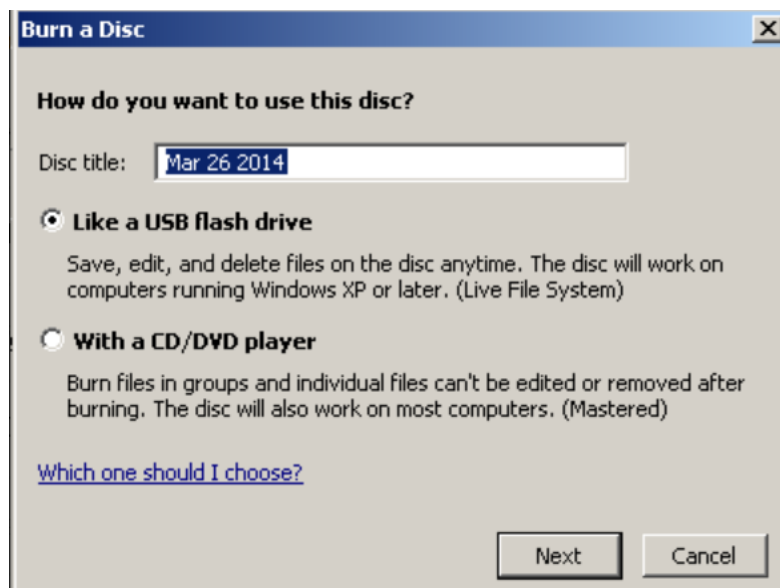 Burn a Disc
How do you want to use this disc?
Disc title: Mar 26 2014
Like a USB flash drive
Save, edit, and delete files on the disc anytime. The disc will work on
computers running Windows XP or later. (Live File System)
With a CD/DVD player
Burn files in groups and individual files can't be edited or removed after
burning. The disc will also work on most computers. (Mastered)
Which one should I choose?
Next Cancel